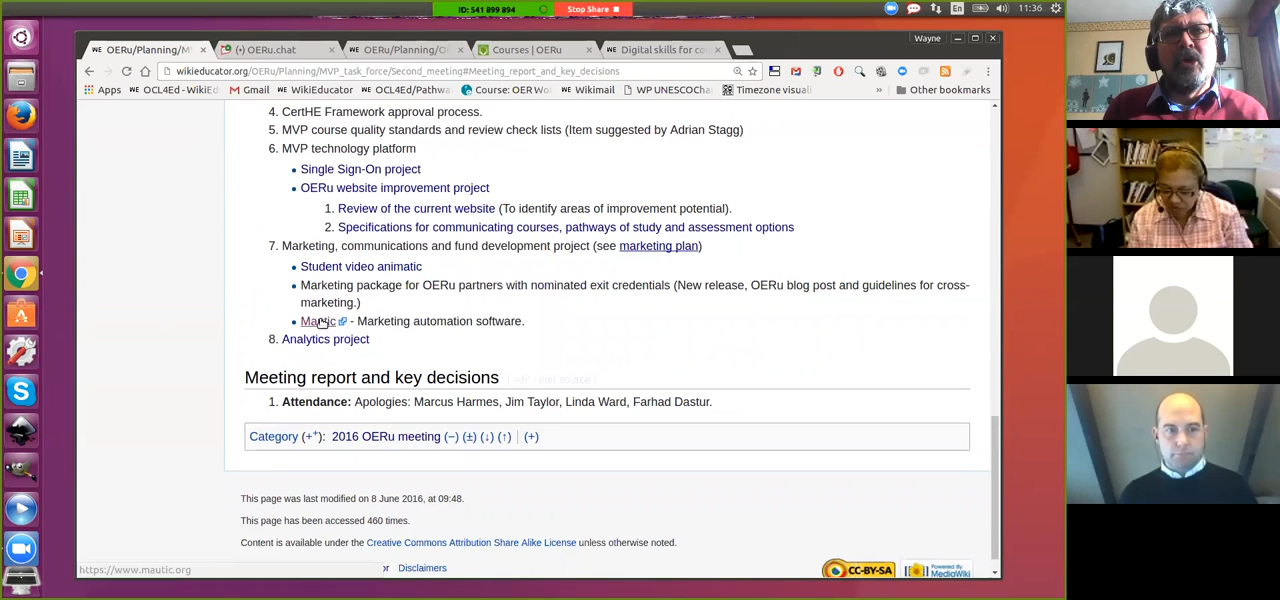 ID: 541 899 894 Stop Share
En 11:36
OERu/Planning/M
(•) OERu.chat
OERu/Planning/O
Courses | OERu
Digital skills for co
Wayne
wikieducator.org/OERu/Planning/MVP_task_force/Second_meeting#Meeting_report_and_key_decisions
Apps OCL4Ed - WikiEd Gmail WikiEducator OCL4Ed/Pathwa Course: OER Wo Wikimail WP UNESCOCha Timezone visual » Other bookmarks
4. CertHE Framework approval process.
5. MVP course quality standards and review check lists (Item suggested by Adrian Stagg)
6. MVP technology platform
• Single Sign-On project
• OERu website improvement project
1. Review of the current website (To identify areas of improvement potential).
2. Specifications for communicating courses, pathways of study and assessment options
7. Marketing, communications and fund development project (see marketing plan)
• Student video animatic
• Marketing package for OERu partners with nominated exit credentials (New release, OERu blog post and guidelines for cross-
marketing.)
• Mautic - Marketing automation software.
8. Analytics project
Meeting report and key decisions [ edit | edit source ]
1. Attendance: Apologies: Marcus Harmes, Jim Taylor, Linda Ward, Farhad Dastur.
Category (++): 2016 OERu meeting (−) (±) (↓) (↑) | (+)
This page was last modified on 8 June 2016, at 09:48.
This page has been accessed 460 times.
Content is available under the Creative Commons Attribution Share Alike License unless otherwise noted.
https://www.mautic.org
or Disclaimers
CC-BY-SA
Powered By MediaWiki